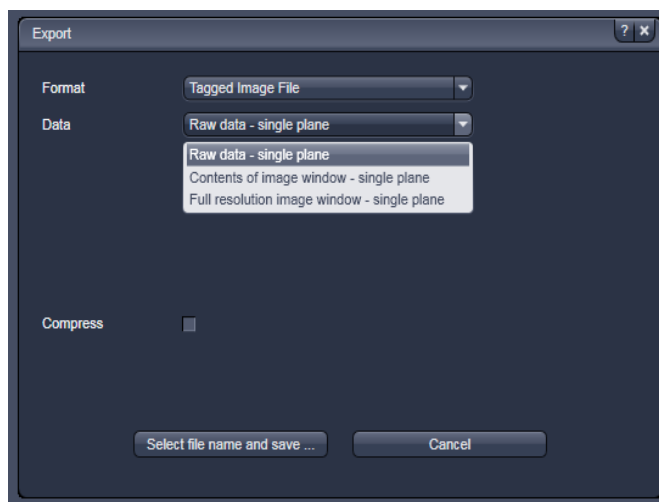 Export
? x
Format Tagged Image File
Data Raw data - single plane
Raw data - single plane
Contents of image window - single plane
Full resolution image window - single plane
Compress
Select file name and save ... Cancel